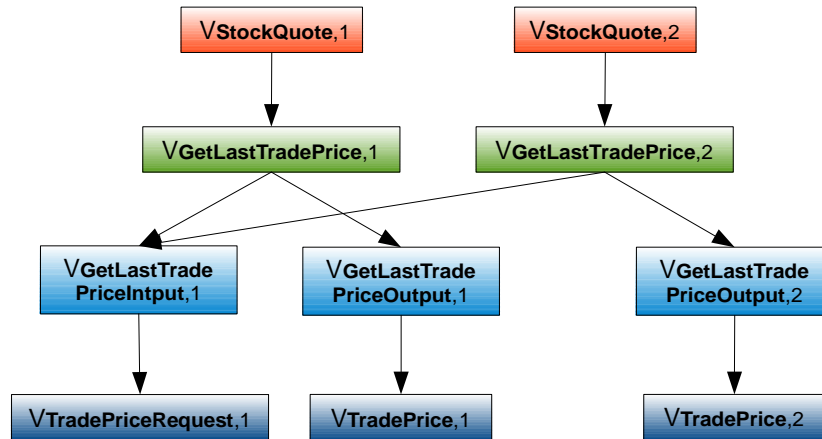 VStockQuote,1
VStockQuote,2
VGetLastTradePrice,1
VGetLastTradePrice,2
VGetLastTrade
PriceIntput,1
VGetLastTrade
PriceOutput,1
VGetLastTrade
PriceOutput,2
VTradePriceRequest,1
VTradePrice,1
VTradePrice,2